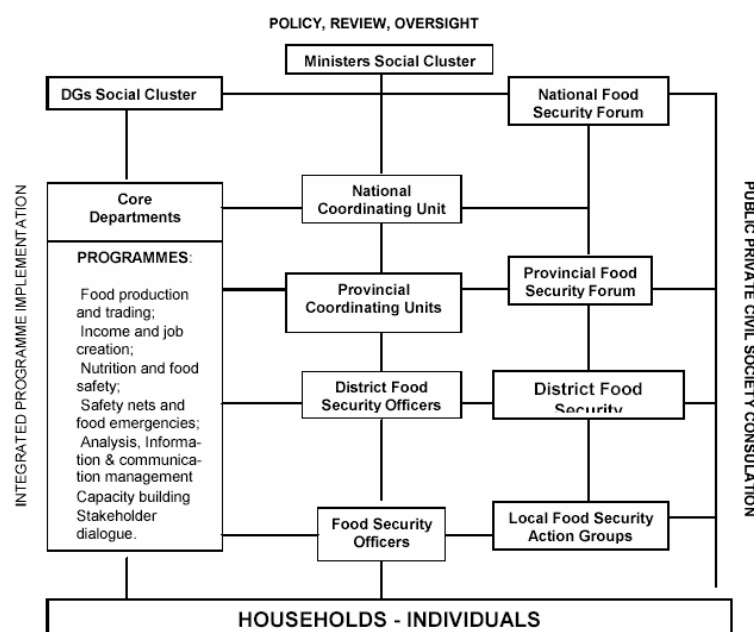 POLICY, REVIEW, OVERSIGHT
Ministers Social Cluster
DGs Social Cluster
National Food
Security Forum
INTEGRATED PROGRAMME IMPLEMENTATION
Core
Departments
PROGRAMMES:
Food production
and trading;
Income and job
creation;
Nutrition and food
safety;
Safety nets and
food emergencies;
Analysis, Informa-
tion & communica-
tion management
Capacity building
Stakeholder
dialogue.
National
Coordinating Unit
Provincial
Coordinating Units
Provincial Food
Security Forum
District Food
Security Officers
District Food
Security
Food Security
Officers
Local Food Security
Action Groups
PUBLIC PRIVATE CIVIL SOCIETY CONSULATION
HOUSEHOLDS - INDIVIDUALS